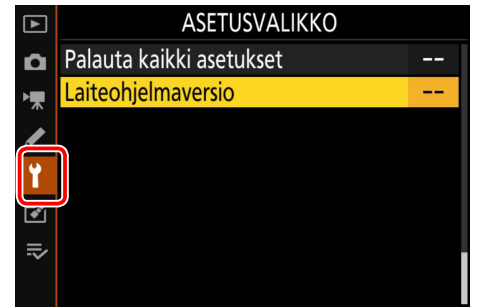 ASETUSVALIKKO
Palauta kaikki asetukset --
Laiteohjelmaversio --